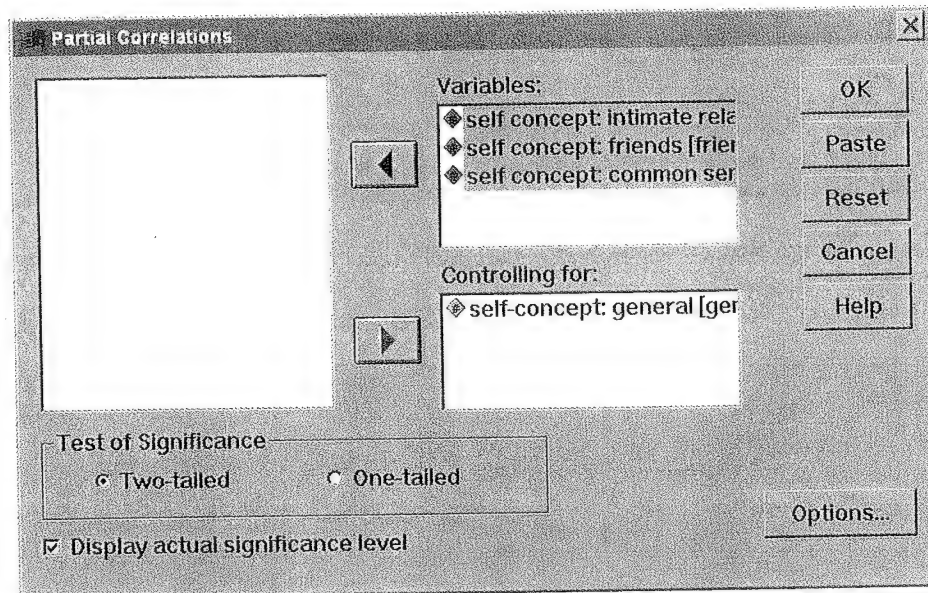 Partial Correlations
Variables:
self concept: intimate rela
self concept: friends [frier
self concept: common ser
OK
Paste
Reset
Cancel
Help
Controlling for:
self-concept: general [ger
Test of Significance
Two-tailed
One-tailed
Display actual significance level
Options...